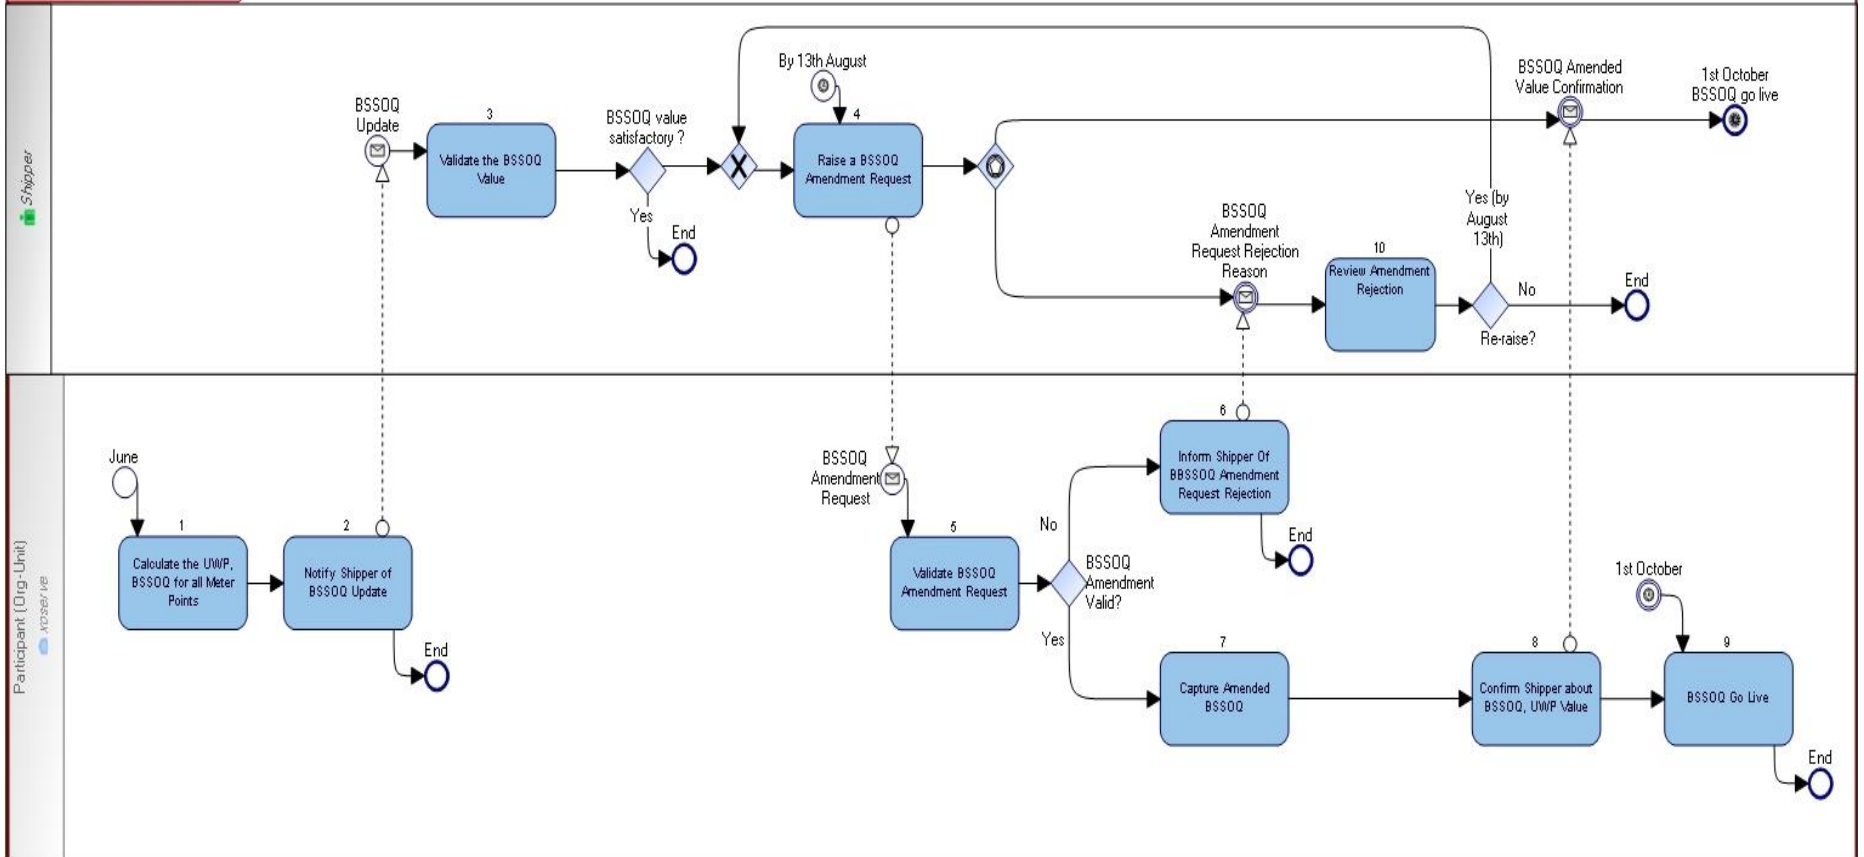 Shipper
BSSOQ
Update
3
Validate the BSSOQ
Value
BSSOQ value
satisfactory ?
Yes
End
By 13th August
4
Raise a BSSOQ
Amendment Request
BSSOQ
Amendment
Request Rejection
Reason
10
Review Amendment
Rejection
Yes (by
August
13th)
Re-raise?
No
End
BSSOQ Amended
Value Confirmation
1st October
BSSOQ go live
Participant (Org-Unit)
xoserve
June
1
Calculate the UWP,
BSSOQ for all Meter
Points
2
Notify Shipper of
BSSOQ Update
End
BSSOQ
Amendment
Request
5
Validate BSSOQ
Amendment Request
No
BSSOQ
Amendment
Valid?
Yes
6
Inform Shipper Of
BBSSOQ Amendment
Request Rejection
End
7
Capture Amended
BSSOQ
8
Confirm Shipper about
BSSOQ, UWP Value
1st October
9
BSSOQ Go Live
End